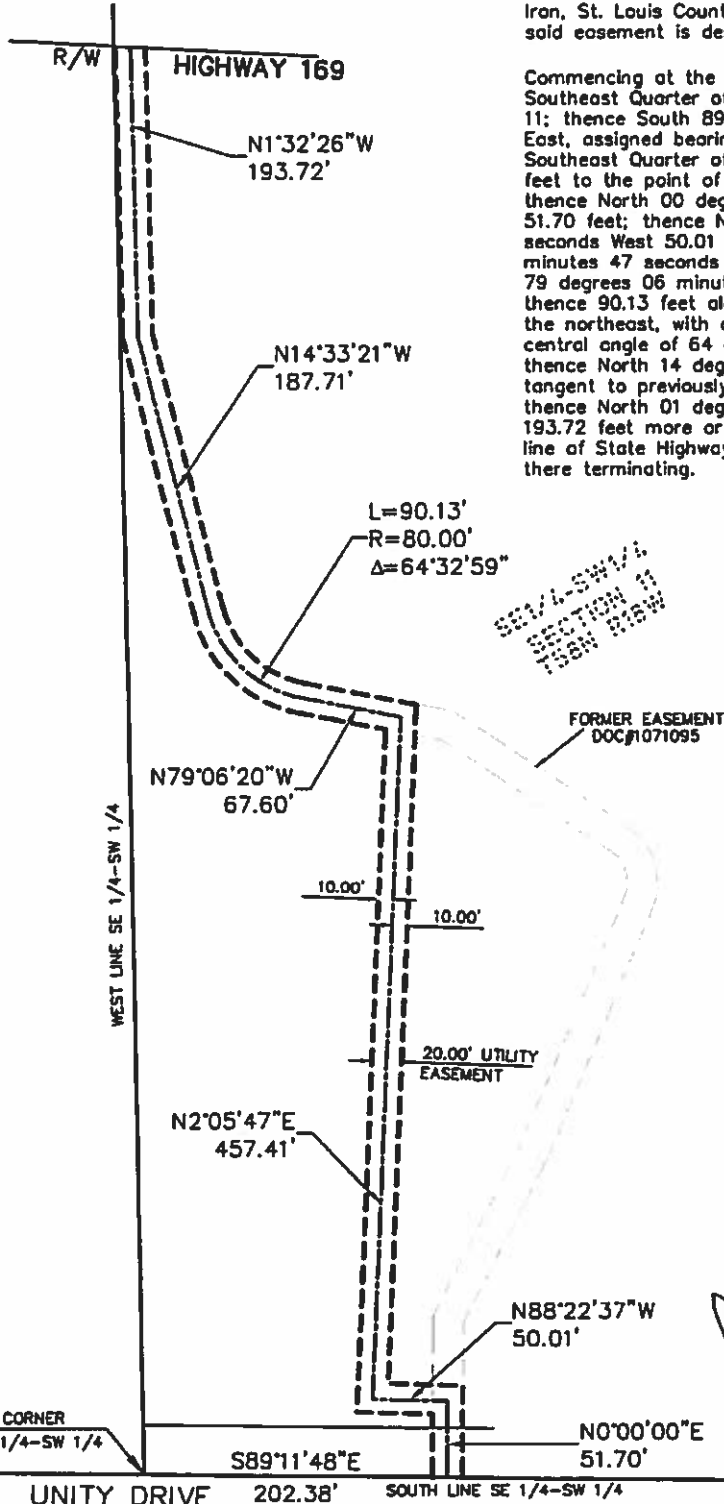 Iron, St. Louis Count
said easement is de
Commencing at the
Southeast Quarter of
11; thence South 89
East, assigned bearin
Southeast Quarter of
feet to the point of
thence North 00 deg
51.70 feet; thence N
seconds West 50.01
minutes 47 seconds
79 degrees 06 minut
thence 90.13 feet al
the northeast, with a
central angle of 64
thence North 14 deg
tangent to previously
thence North 01 deg
193.72 feet more or
line of State Highway
there terminating.
R/W
HIGHWAY 169
N1°32'26"W
193.72'
N14°33'21"W
187.71'
L=90.13'
R=80.00'
Δ=64°32'59"
SE1/4-SW1/4
SECTION 11
T58N R18W
FORMER EASEMENT
DOC#1071095
N79°06'20"W
67.60'
WEST LINE SE 1/4-SW 1/4
10.00'
10.00'
20.00' UTILITY
EASEMENT
N2°05'47"E
457.41'
N88°22'37"W
50.01'
CORNER
1/4-SW 1/4
N0°00'00"E
51.70'
S89°11'48"E
UNITY DRIVE 202.38' SOUTH LINE SE 1/4-SW 1/4